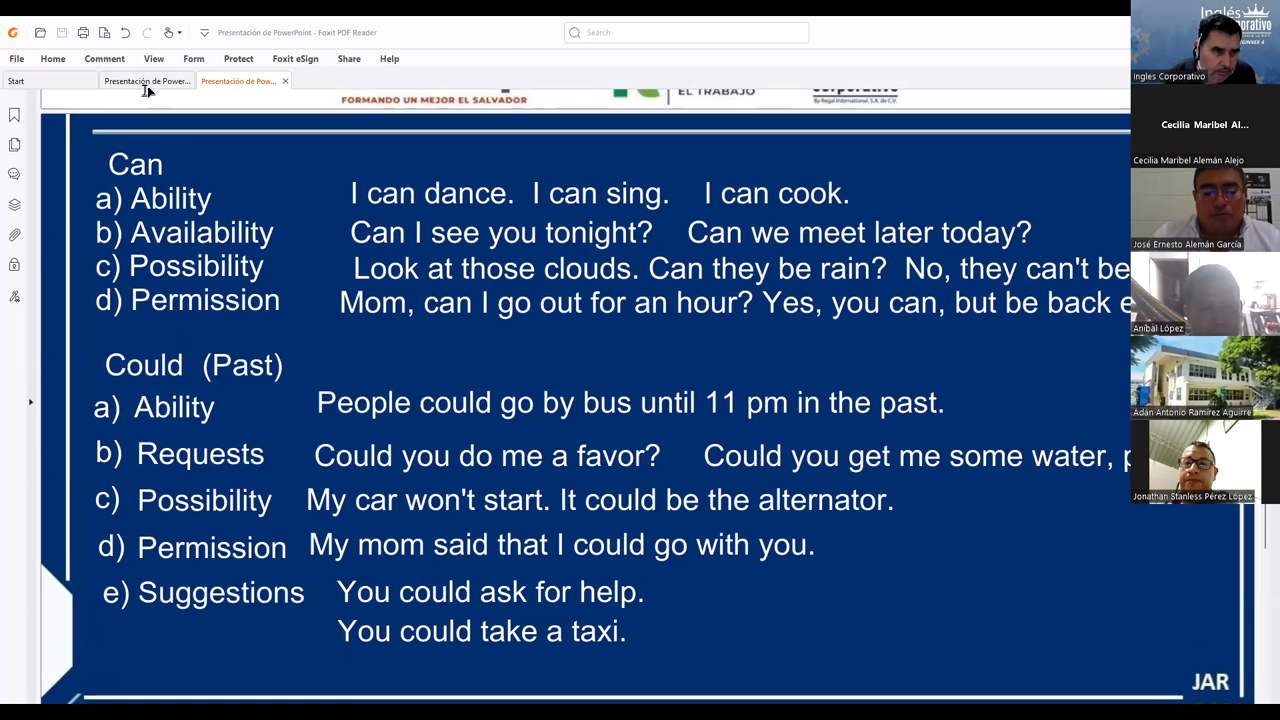 Presentación de PowerPoint - Foxit PDF Reader
Search
File Home Comment View Form Protect Foxit eSign Share Help
Start
Presentación de Power...
Presentación de Pow...
FORMANDO UN MEJOR EL SALVADOR
EL TRABAJO
By Regal International, S.A. de C.V.
Can
a) Ability I can dance. I can sing. I can cook.
b) Availability Can I see you tonight? Can we meet later today?
c) Possibility Look at those clouds. Can they be rain? No, they can't be
d) Permission Mom, can I go out for an hour? Yes, you can, but be back e
Could (Past)
a) Ability People could go by bus until 11 pm in the past.
b) Requests Could you do me a favor? Could you get me some water, p
c) Possibility My car won't start. It could be the alternator.
d) Permission My mom said that I could go with you.
e) Suggestions You could ask for help.
You could take a taxi.
JAR
Inglés
Ingles Corporativo
Cecilia Maribel Al...
Cecilia Maribel Alemán Alejo
José Ernesto Alemán García
Aníbal López
Adán Antonio Ramírez Aguirre
Jonathan Stanless Pérez López